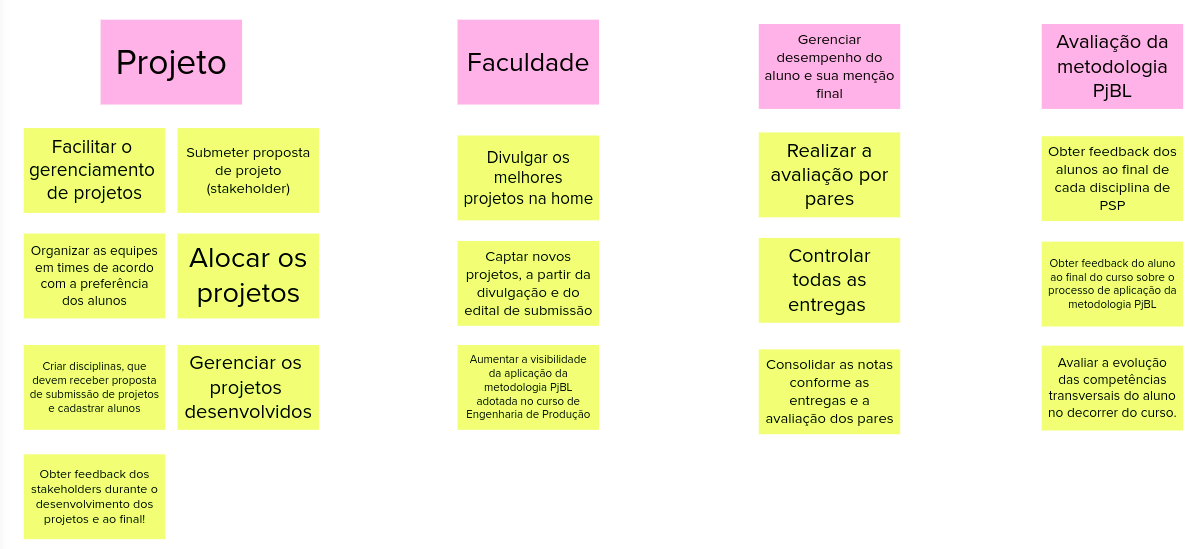 Projeto
Facilitar o
gerenciamento
de projetos
Submeter proposta
de projeto
(stakeholder)
Organizar as equipes
em times de acordo
com a preferência
dos alunos
Alocar os
projetos
Criar disciplinas, que
devem receber proposta
de submissão de projetos
e cadastrar alunos
Gerenciar os
projetos
desenvolvidos
Obter feedback dos
stakeholders durante o
desenvolvimento dos
projetos e ao final!
Faculdade
Divulgar os
melhores
projetos na home
Captar novos
projetos, a partir da
divulgação e do
edital de submissão
Aumentar a visibilidade
da aplicação da
metodologia PjBL
adotada no curso de
Engenharia de Produção
Gerenciar
desempenho do
aluno e sua menção
final
Realizar a
avaliação por
pares
Controlar
todas as
entregas
Consolidar as notas
conforme as
entregas e a
avaliação dos pares
Avaliação da
metodologia
PjBL
Obter feedback dos
alunos ao final de
cada disciplina de
PSP
Obter feedback do aluno
ao final do curso sobre o
processo de aplicação da
metodologia PjBL
Avaliar a evolução
das competências
transversais do aluno
no decorrer do curso.